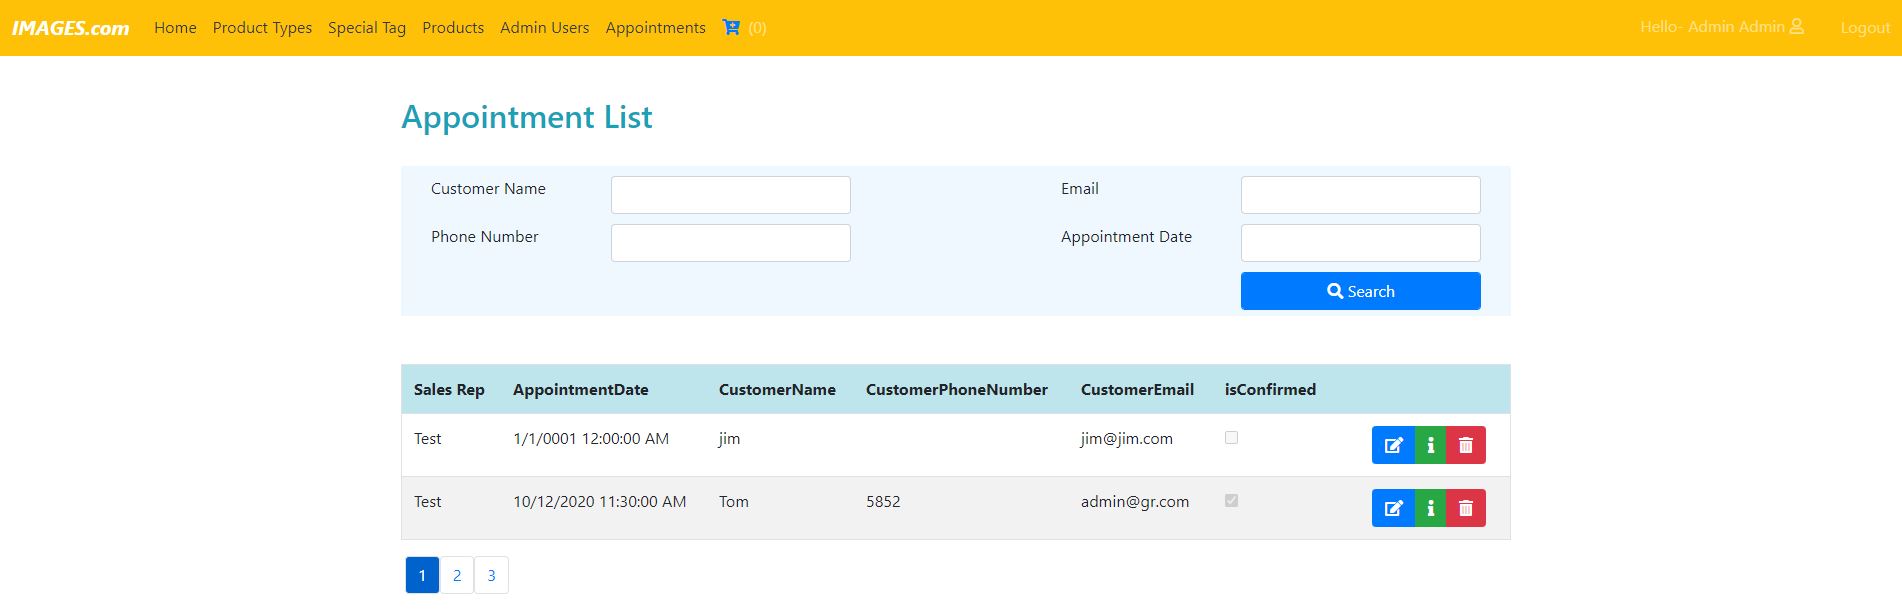 IMAGES.com Home Product Types Special Tag Products Admin Users Appointments (0) Hello- Admin Admin Logout
Appointment List
Customer Name Email
Phone Number Appointment Date
Search
Sales Rep AppointmentDate CustomerName CustomerPhoneNumber CustomerEmail isConfirmed
Test 1/1/0001 12:00:00 AM jim jim@jim.com
Test 10/12/2020 11:30:00 AM Tom 5852 admin@gr.com
1 2 3